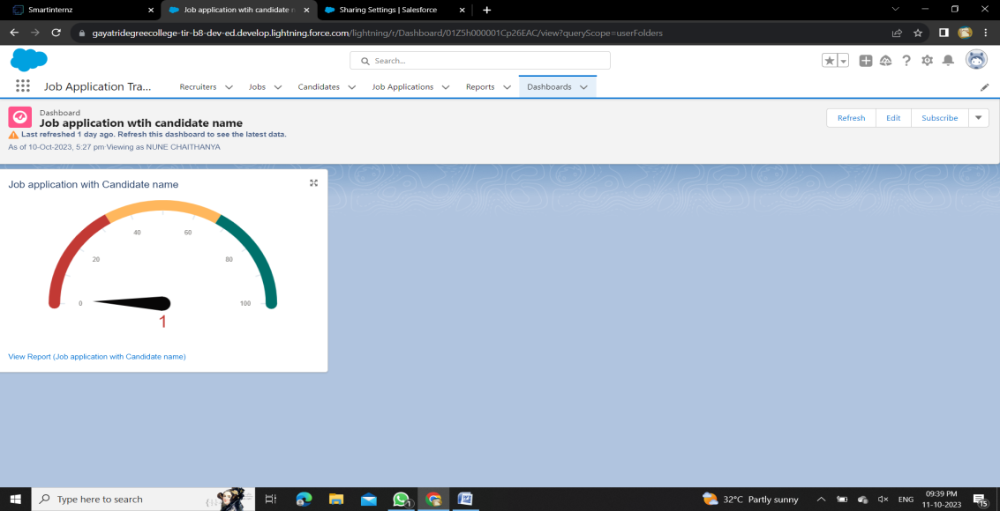 Smartinternz
Job application wtih candidate n
Sharing Settings | Salesforce
gayatridegreecollege-tir-b8-dev-ed.develop.lightning.force.com/lightning/r/Dashboard/01Z5h000001Cp26EAC/view?queryScope=userFolders
Search...
Job Application Tra...
Recruiters
Jobs
Candidates
Job Applications
Reports
Dashboards
Dashboard
Job application wtih candidate name
Last refreshed 1 day ago. Refresh this dashboard to see the latest data.
As of 10-Oct-2023, 5:27 pm·Viewing as NUNE CHAITHANYA
Refresh
Edit
Subscribe
Job application with Candidate name
0
20
40
60
80
100
1
View Report (Job application with Candidate name)
Type here to search
1
32°C Partly sunny
ENG
09:39 PM
11-10-2023
15